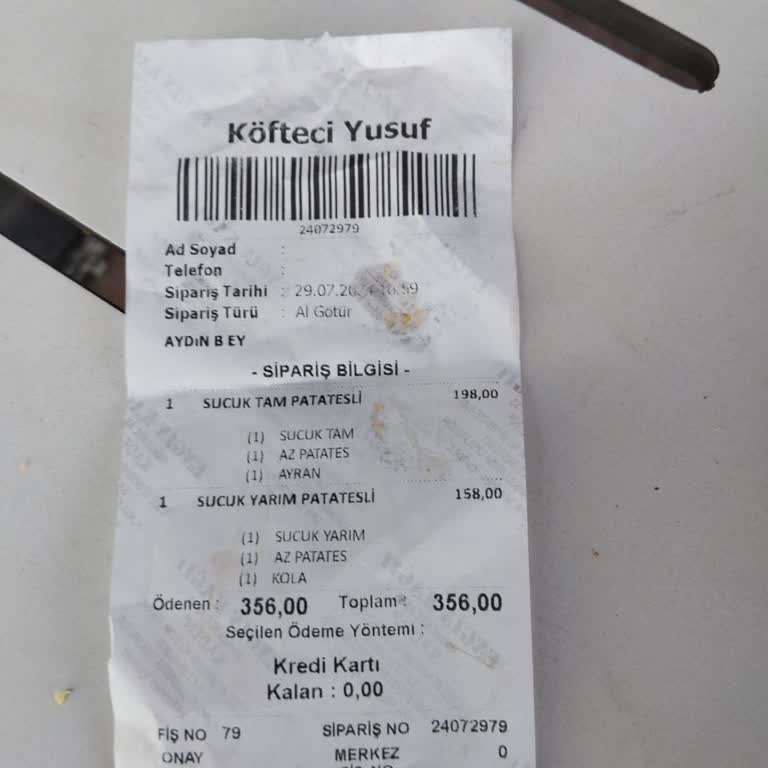 Köfteci Yusuf
24072979
Ad Soyad :
Telefon :
Sipariş Tarihi : 29.07.20
Sipariş Türü : Al Götür
AYDıN BEY
- SİPARİŞ BİLGİSİ -
1 SUCUK TAM PATATESLİ 198,00
(1) SUCUK TAM
(1) AZ PATATES
(1) AYRAN
1 SUCUK YARIM PATATESLİ 158,00
(1) SUCUK YARIM
(1) AZ PATATES
(1) KOLA
Ödenen : 356,00 Toplam : 356,00
Seçilen Ödeme Yöntemi :
Kredi Kartı
Kalan : 0,00
FİŞ NO 79 SİPARİŞ NO 24072979
ONAY MERKEZ 0